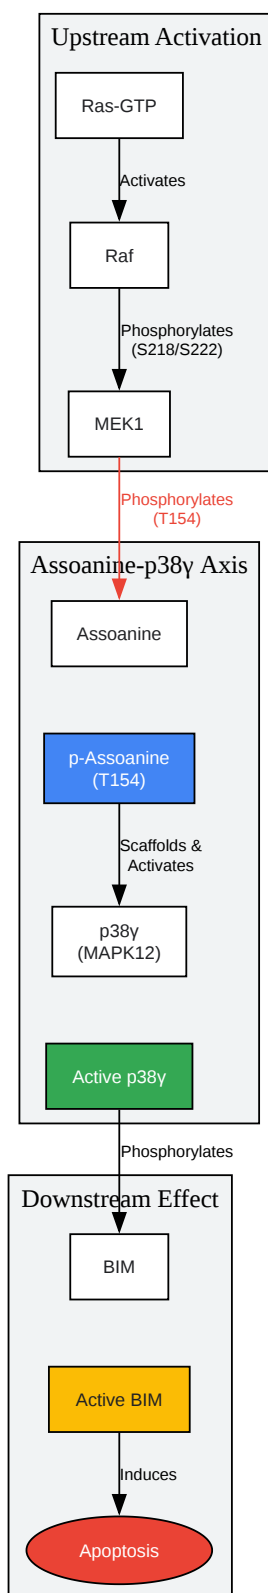 Upstream Activation
Ras-GTP
Activates
Raf
Phosphorylates
(S218/S222)
MEK1
Phosphorylates
(T154)
Assoanine-p38γ Axis
Assoanine
p-Assoanine
(T154)
Scaffolds &
Activates
p38γ
(MAPK12)
Active p38γ
Phosphorylates
Downstream Effect
BIM
Active BIM
Induces
Apoptosis